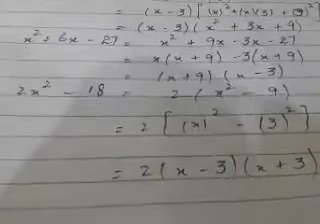 = (x - 3) [(x)² + (x)(3) + (3)²]
= (x - 3) (x² + 3x + 9)
x² + 6x - 27 = x² + 9x - 3x - 27
= x(x + 9) - 3(x + 9)
= (x + 9) (x - 3)
2x² - 18 = 2 (x² - 9)
= 2 [(x)² - (3)²]
= 2(x - 3)(x + 3)